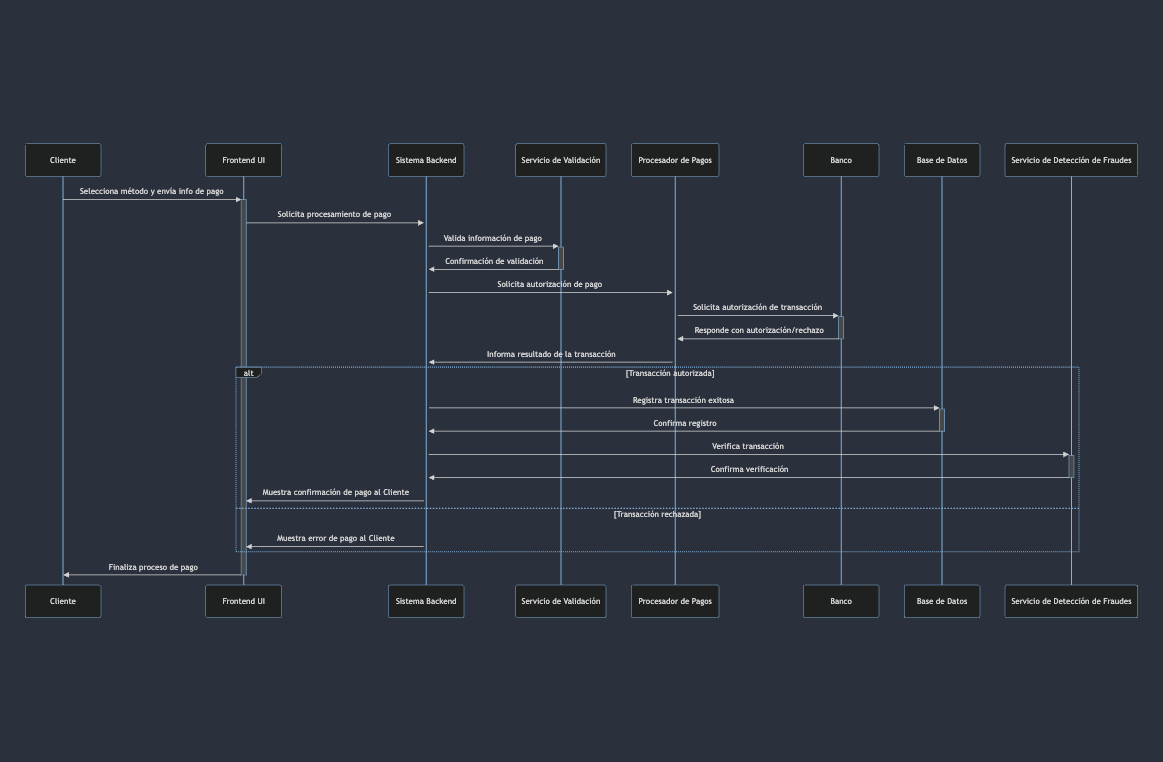 Cliente
Frontend UI
Sistema Backend
Servicio de Validación
Procesador de Pagos
Banco
Base de Datos
Servicio de Detección de Fraudes
Selecciona método y envía info de pago
Solicita procesamiento de pago
Valida información de pago
Confirmación de validación
Solicita autorización de pago
Solicita autorización de transacción
Responde con autorización/rechazo
Informa resultado de la transacción
alt
[Transacción autorizada]
Registra transacción exitosa
Confirma registro
Verifica transacción
Confirma verificación
Muestra confirmación de pago al Cliente
[Transacción rechazada]
Muestra error de pago al Cliente
Finaliza proceso de pago
Cliente
Frontend UI
Sistema Backend
Servicio de Validación
Procesador de Pagos
Banco
Base de Datos
Servicio de Detección de Fraudes